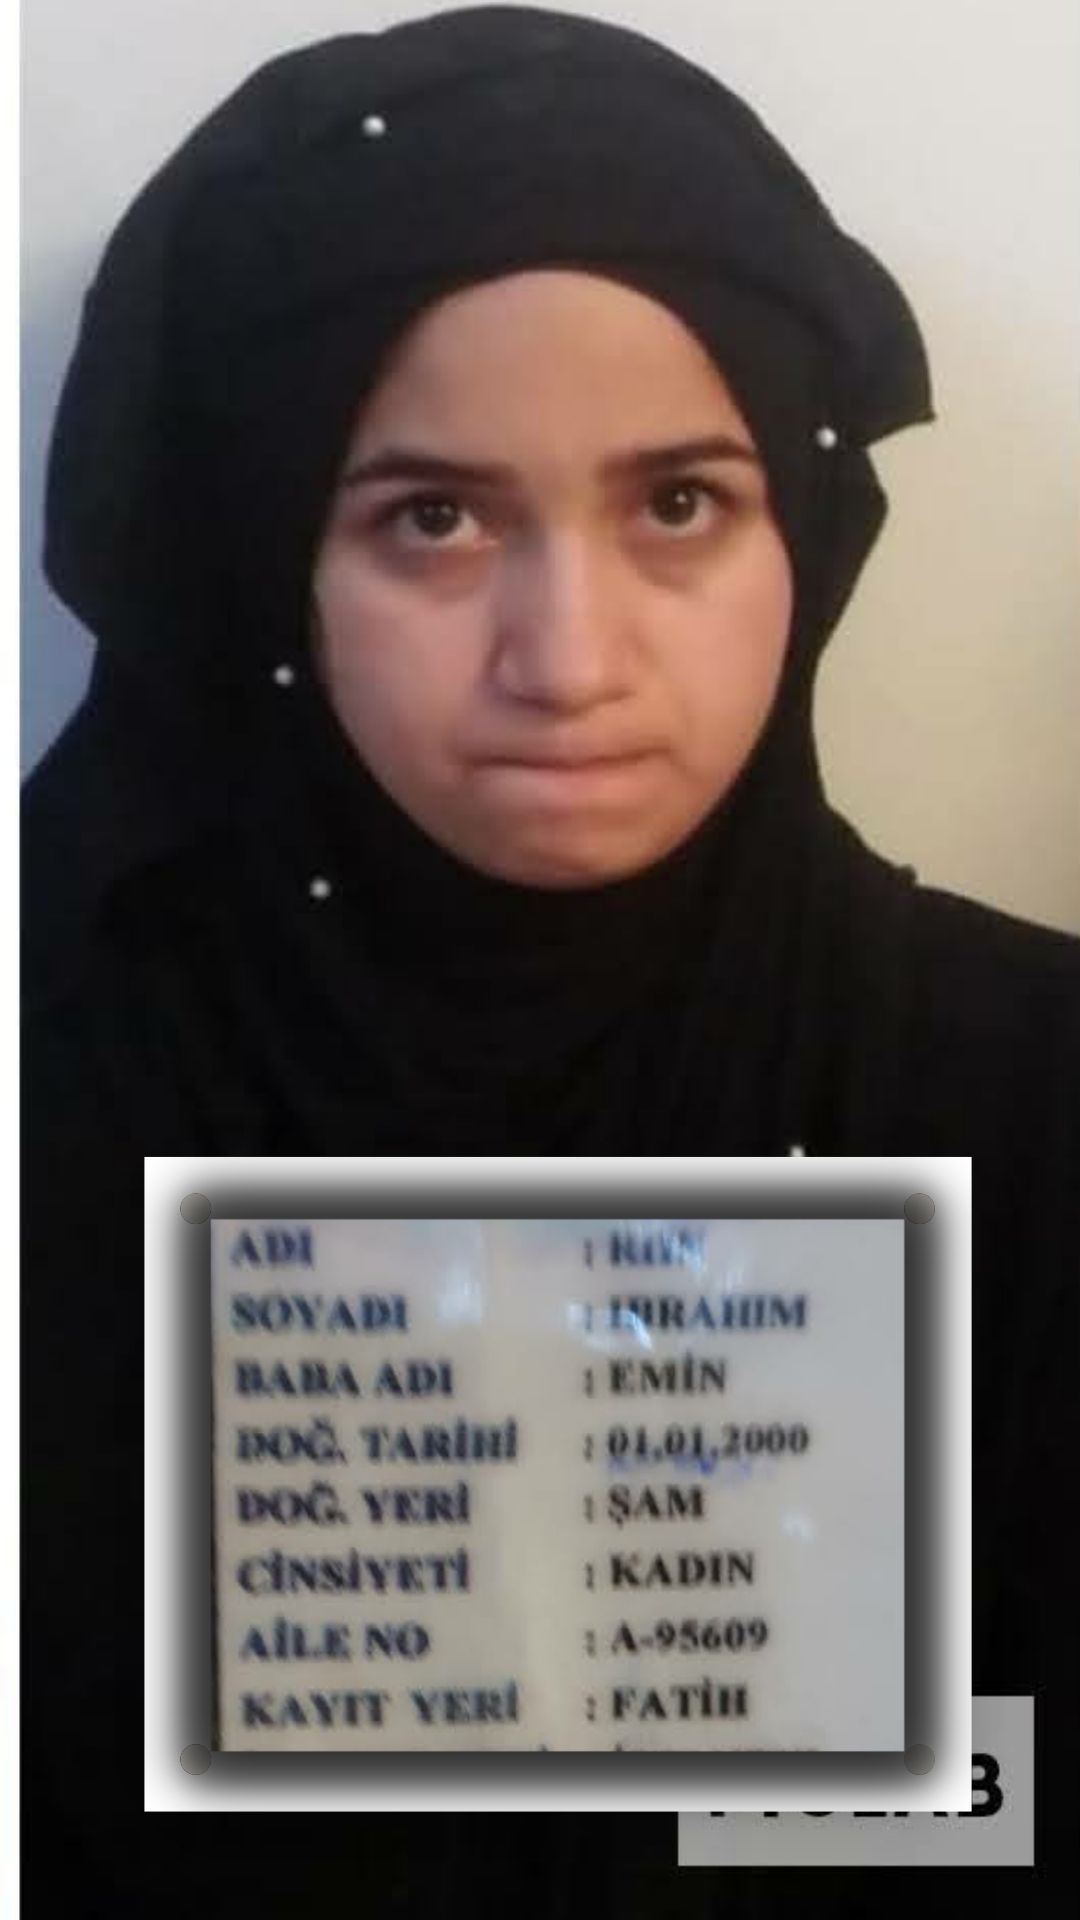 ADI :
SOYADI : IBRAHIM
BABA ADI : EMİN
DOĞ. TARİHİ : 01.01.2000
DOĞ. YERİ : ŞAM
CİNSİYETİ : KADIN
AİLE NO : A-95609
KAYIT YERİ : FATİH